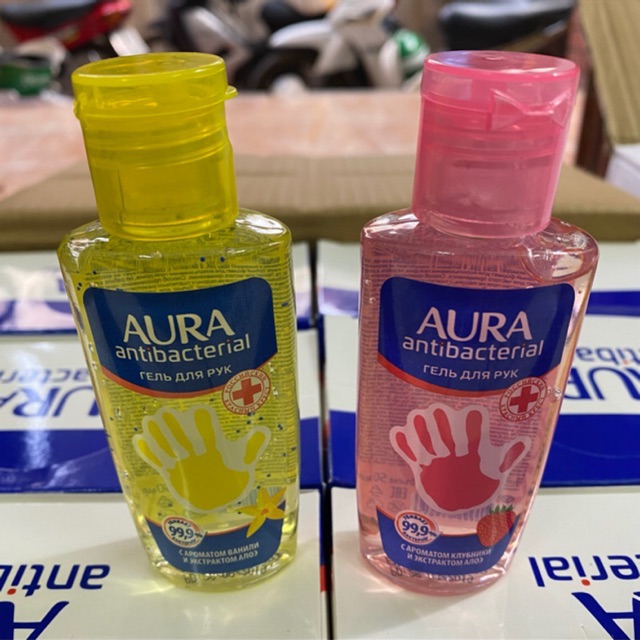 AURA
antibacterial
ГЕЛЬ ДЛЯ РУК
99,9%
С АРОМАТОМ ВАНИЛИ
И ЭКСТРАКТОМ АЛОЭ
AURA
antibacterial
ГЕЛЬ ДЛЯ РУК
99,9%
С АРОМАТОМ КЛУБНИКИ
И ЭКСТРАКТОМ АЛОЭ